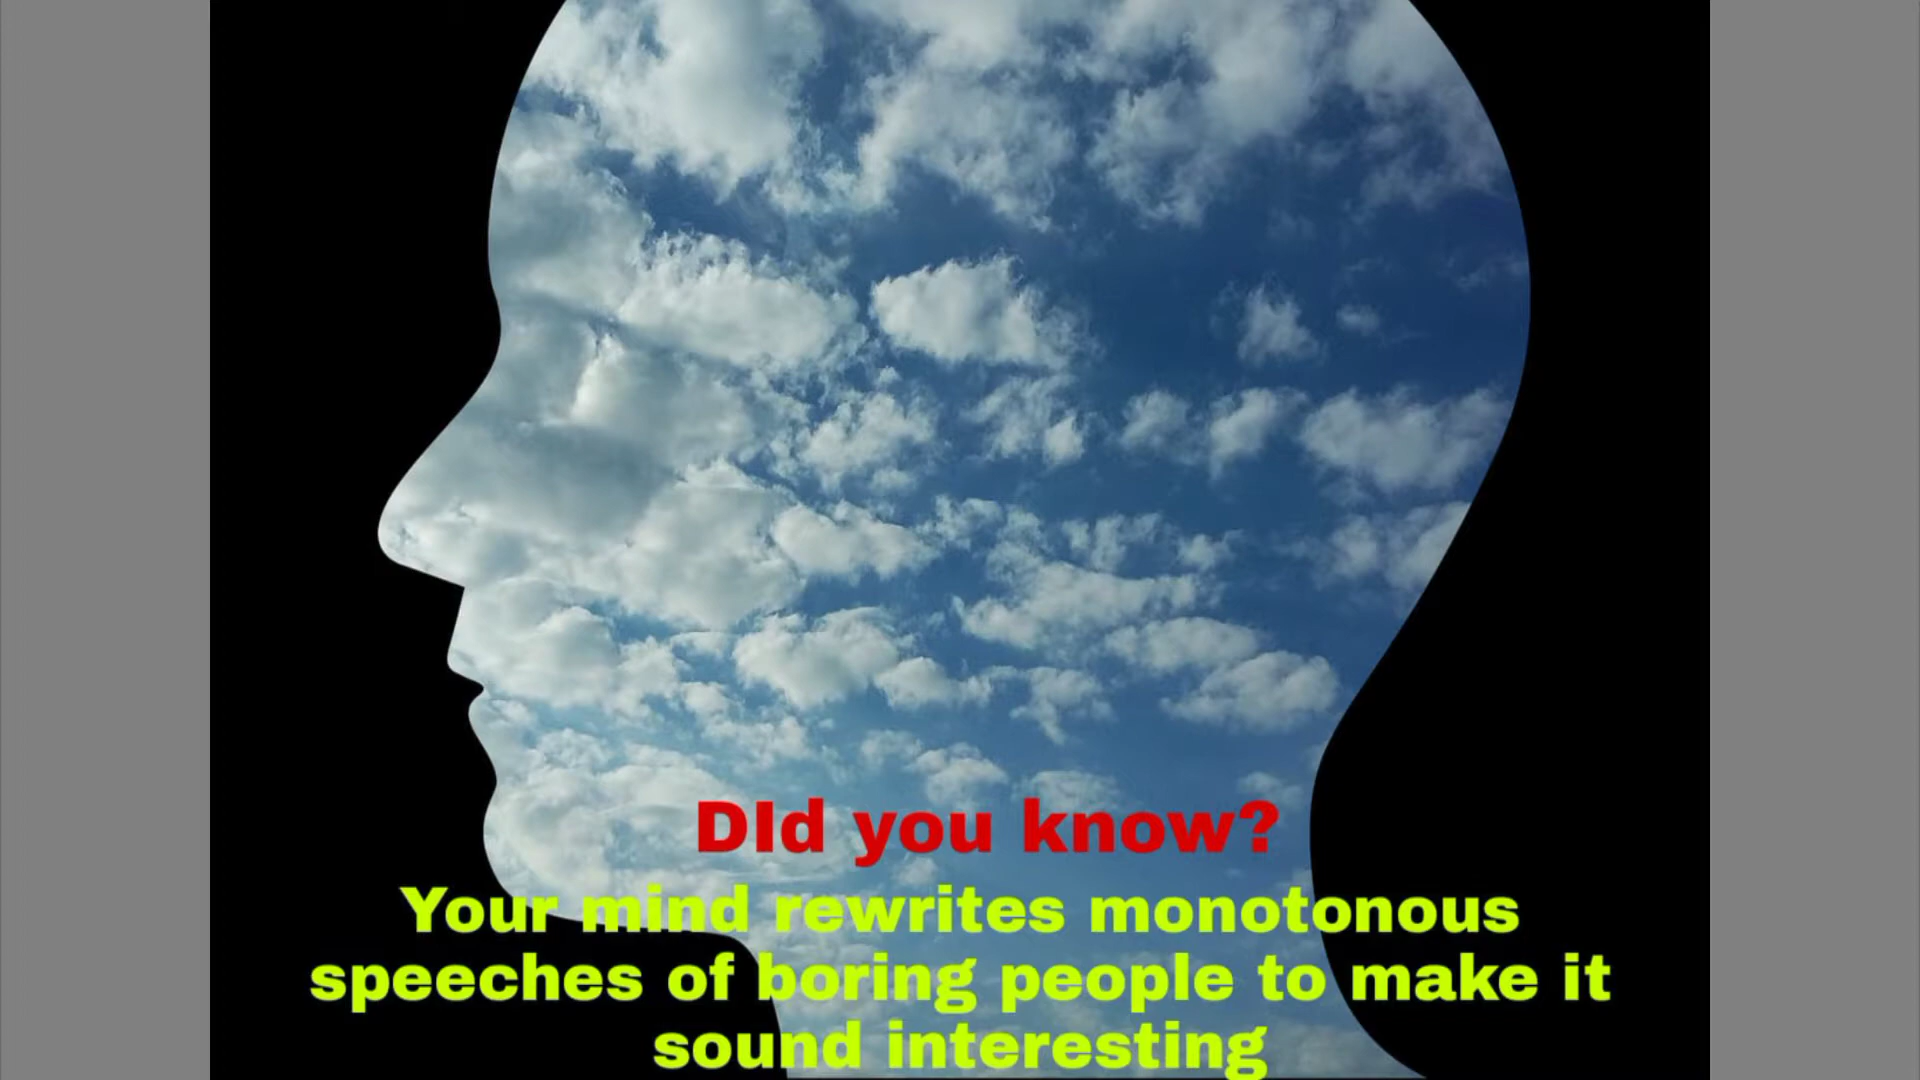 DId you know?
Your mind rewrites monotonous
speeches of boring people to make it
sound interesting